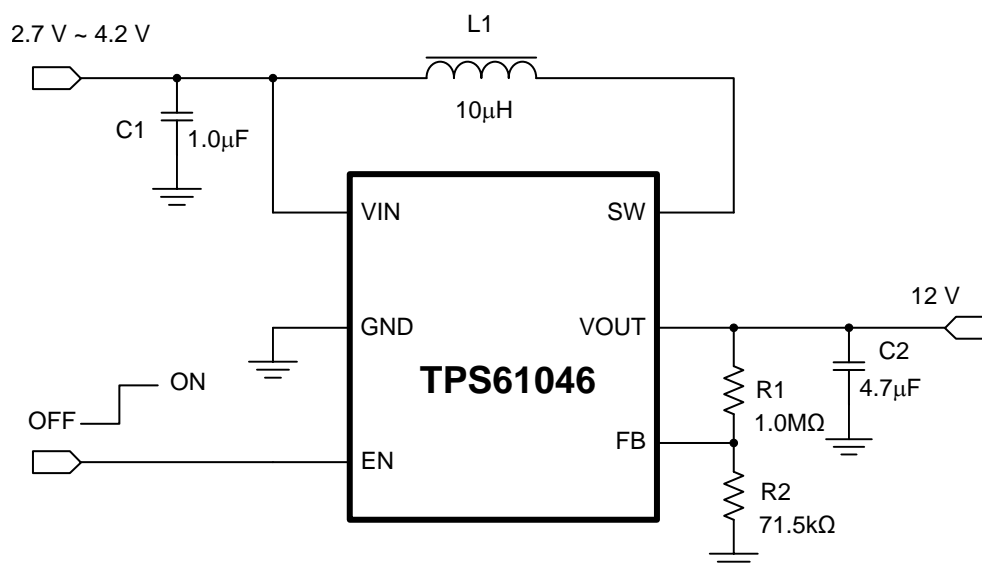 2.7 V ~ 4.2 V
L1
10μH
C1
1.0μF
VIN
SW
GND
VOUT
12 V
TPS61046
C2
4.7μF
ON
OFF
R1
1.0MΩ
FB
EN
R2
71.5kΩ